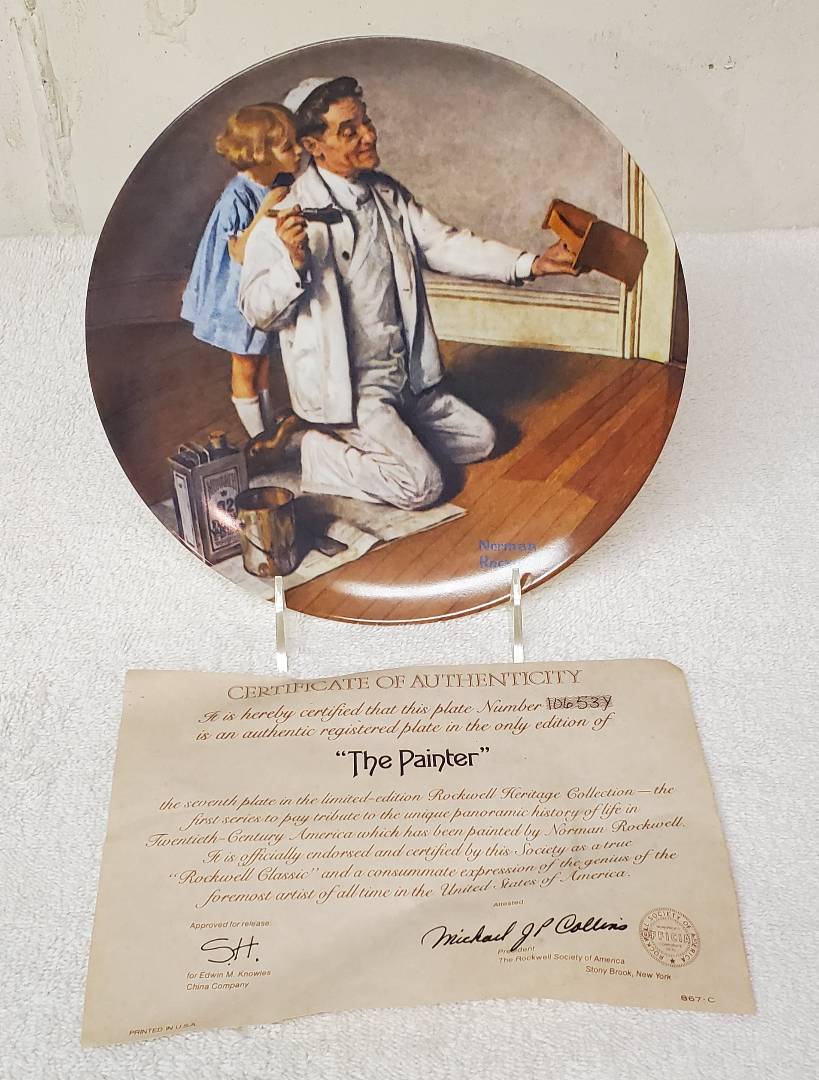 Norman
CERTIFICATE OF AUTHENTICITY
It is hereby certified that this plate Number
is an authentic registered plate in the only edition of
“The Painter”
the seventh plate in the limited-edition Rockwell Heritage Collection—the
first series to pay tribute to the unique panoramic history of life in
Twentieth-Century America which has been painted by Norman Rockwell.
It is officially endorsed and certified by this Society as a true
“Rockwell Classic” and a consummate expression of the genius of the
foremost artist of all time in the United States of America.
Attested
Approved for release:
S.H.
Michael J P Collins
for Edwin M. Knowles
China Company
President
The Rockwell Society of America
Stony Brook, New York
ROCKWELL SOCIETY OF AMERICA
OFFICIAL
867-C
PRINTED IN U.S.A.